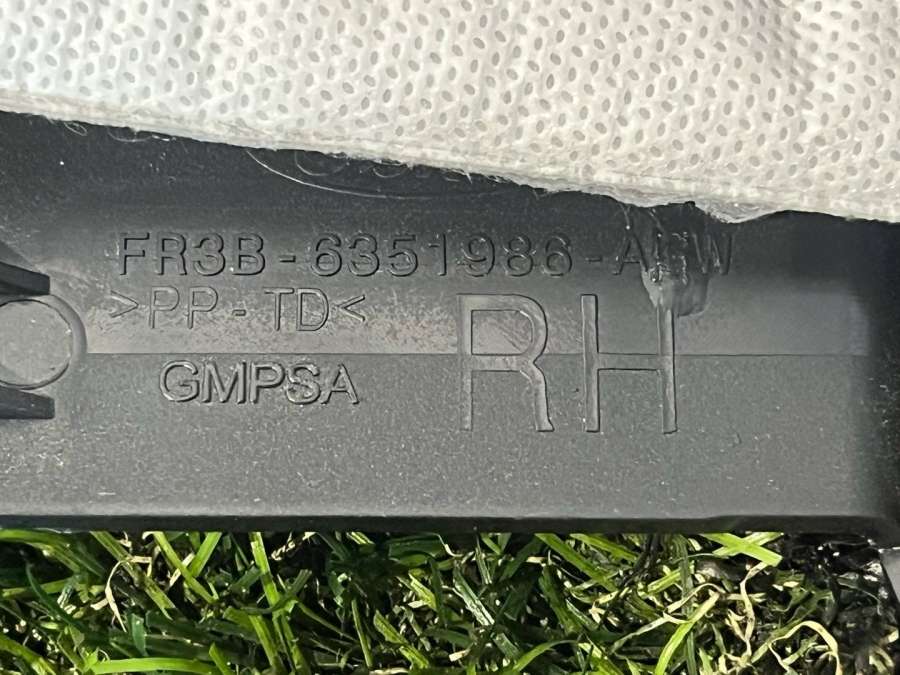 FR3B-6351986-A
>PP-TD<
RH
GMPSA